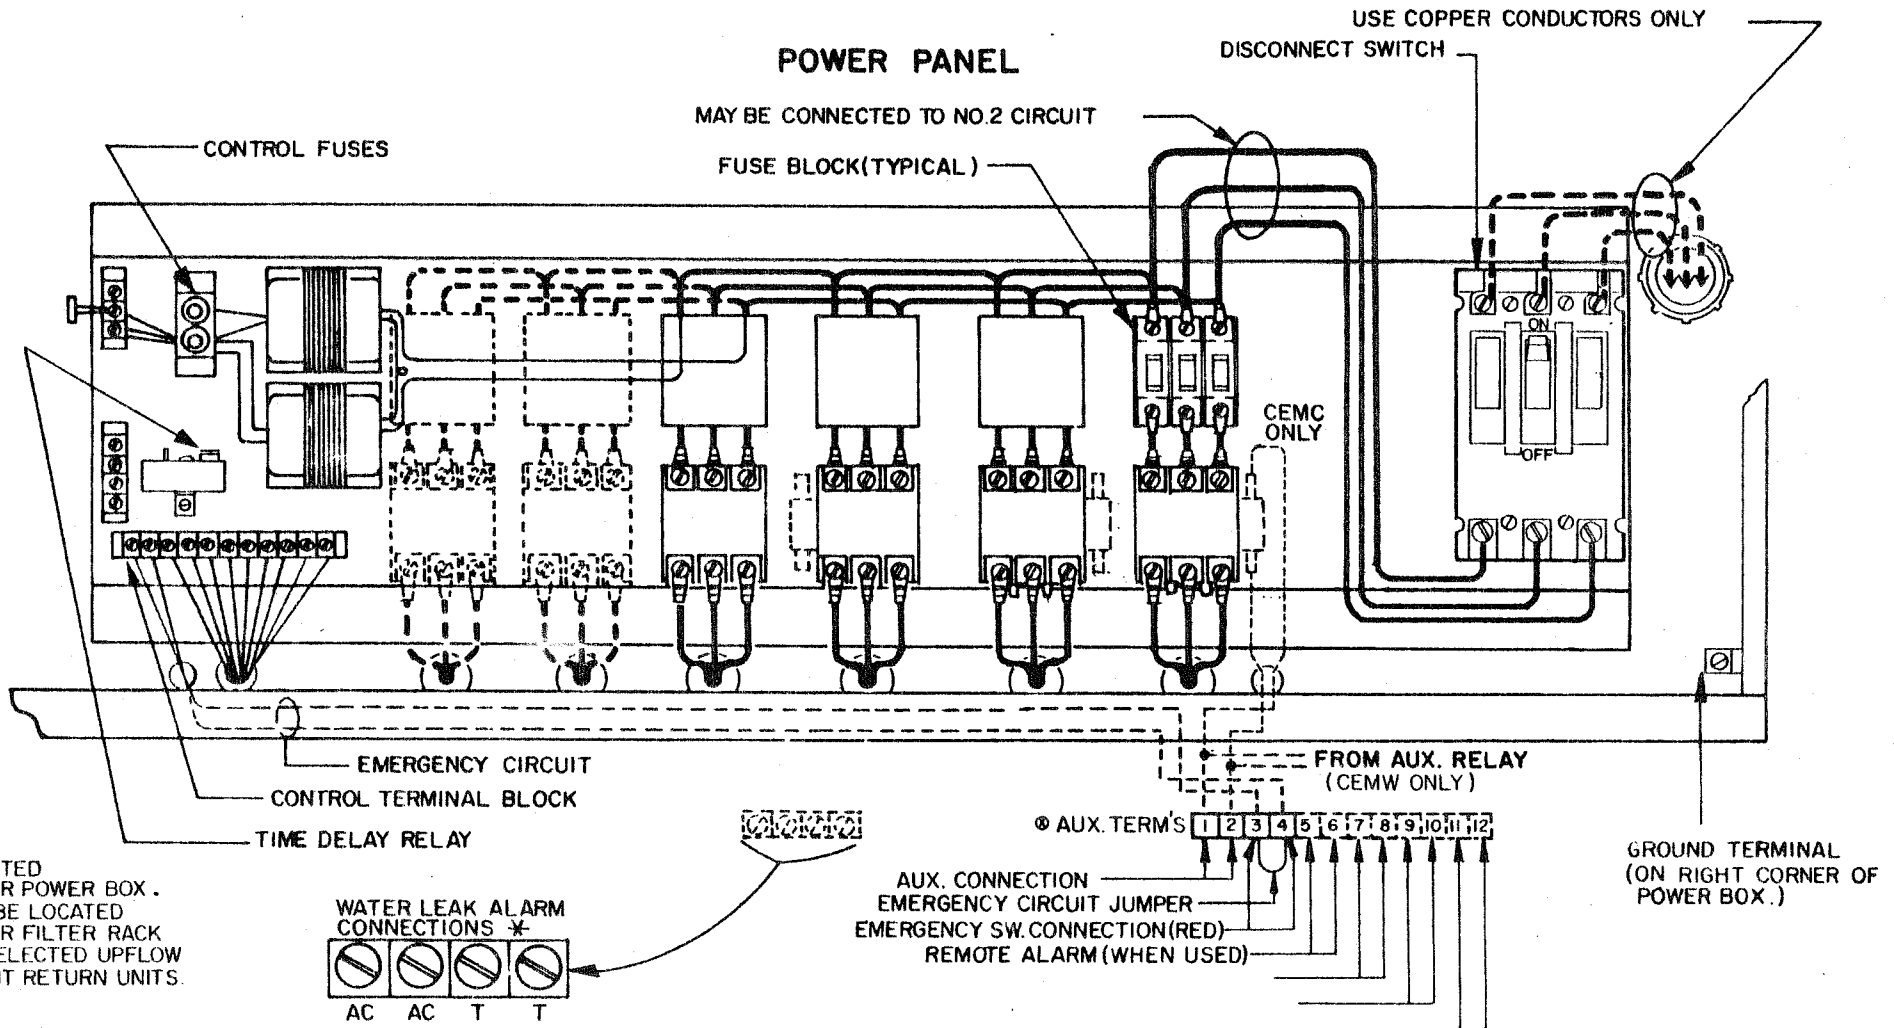 USE COPPER CONDUCTORS ONLY
DISCONNECT SWITCH
POWER PANEL
MAY BE CONNECTED TO NO.2 CIRCUIT
CONTROL FUSES
FUSE BLOCK(TYPICAL)
ON
CEMC
ONLY
OFF
EMERGENCY CIRCUIT
FROM AUX. RELAY
(CEMW ONLY)
CONTROL TERMINAL BLOCK
TIME DELAY RELAY
® AUX. TERM'S 1 2 3 4 5 6 7 8 9 10 11 12
GROUND TERMINAL
(ON RIGHT CORNER OF
POWER BOX.)
TED
R POWER BOX.
BE LOCATED
R FILTER RACK
ELECTED UPFLOW
T RETURN UNITS.
AUX. CONNECTION
EMERGENCY CIRCUIT JUMPER
EMERGENCY SW. CONNECTION(RED)
REMOTE ALARM(WHEN USED)
WATER LEAK ALARM
CONNECTIONS *
AC AC T T